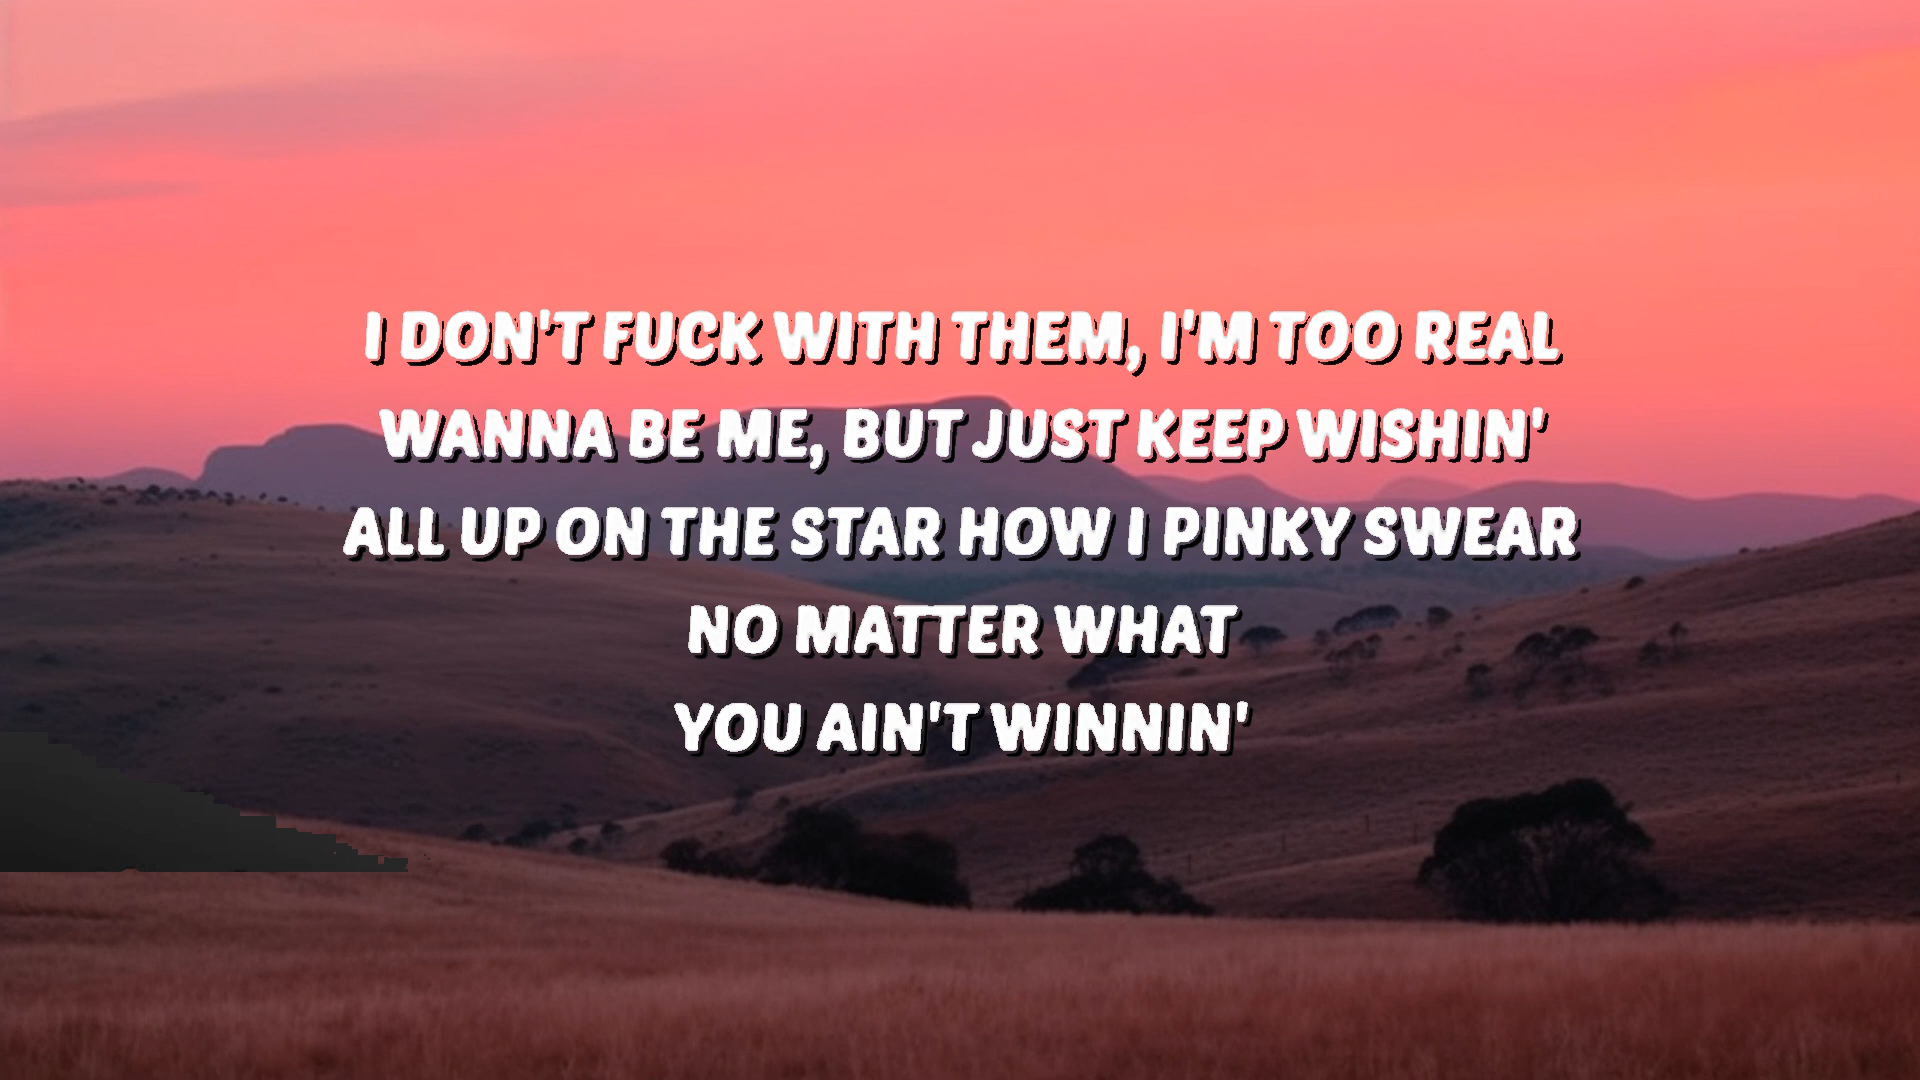 I DON'T FUCK WITH THEM, I'M TOO REAL
WANNA BE ME, BUT JUST KEEP WISHIN'
ALL UP ON THE STAR HOW I PINKY SWEAR
NO MATTER WHAT
YOU AIN'T WINNIN'